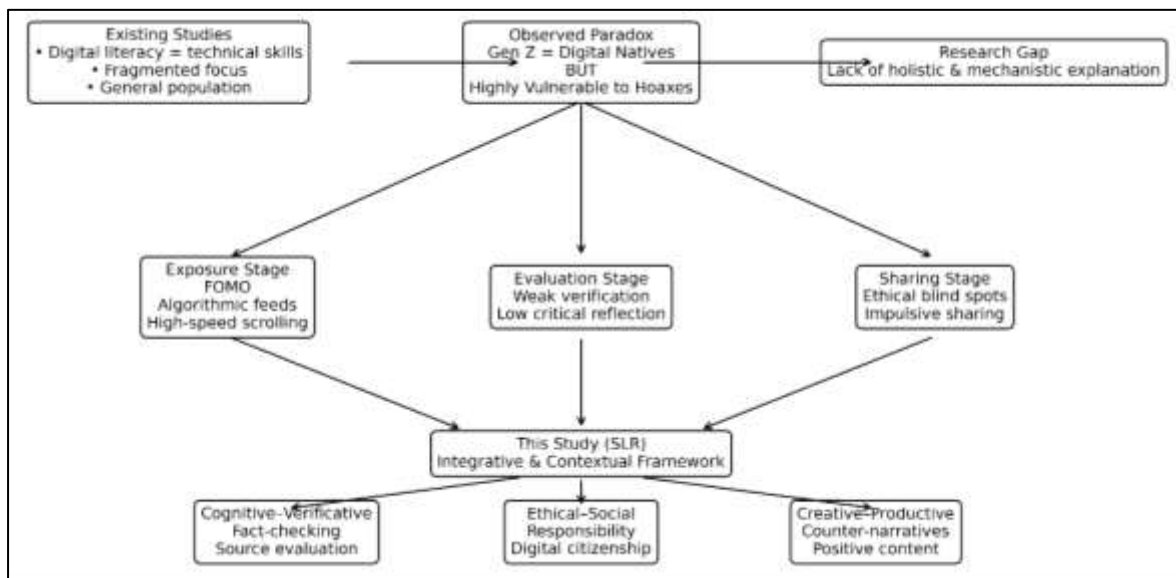 Existing Studies
• Digital literacy = technical skills
• Fragmented focus
• General population
Observed Paradox
Gen Z = Digital Natives
BUT
Highly Vulnerable to Hoaxes
Research Gap
Lack of holistic & mechanistic explanation
Exposure Stage
FOMO
Algorithmic feeds
High-speed scrolling
Evaluation Stage
Weak verification
Low critical reflection
Sharing Stage
Ethical blind spots
Impulsive sharing
This Study (SLR)
Integrative & Contextual Framework
Cognitive–Verificative
Fact-checking
Source evaluation
Ethical–Social
Responsibility
Digital citizenship
Creative–Productive
Counter-narratives
Positive content